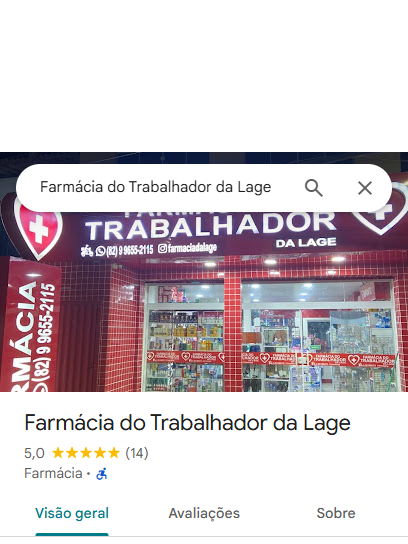 Farmácia do Trabalhador da Lage
TRABALHADOR
DA LAGE
(82) 9 9655-2115 farmaciadalage
(82) 9 9655-2115
Farmácia do Trabalhador da Lage
5,0 (14)
Farmácia ·
Visão geral Avaliações Sobre